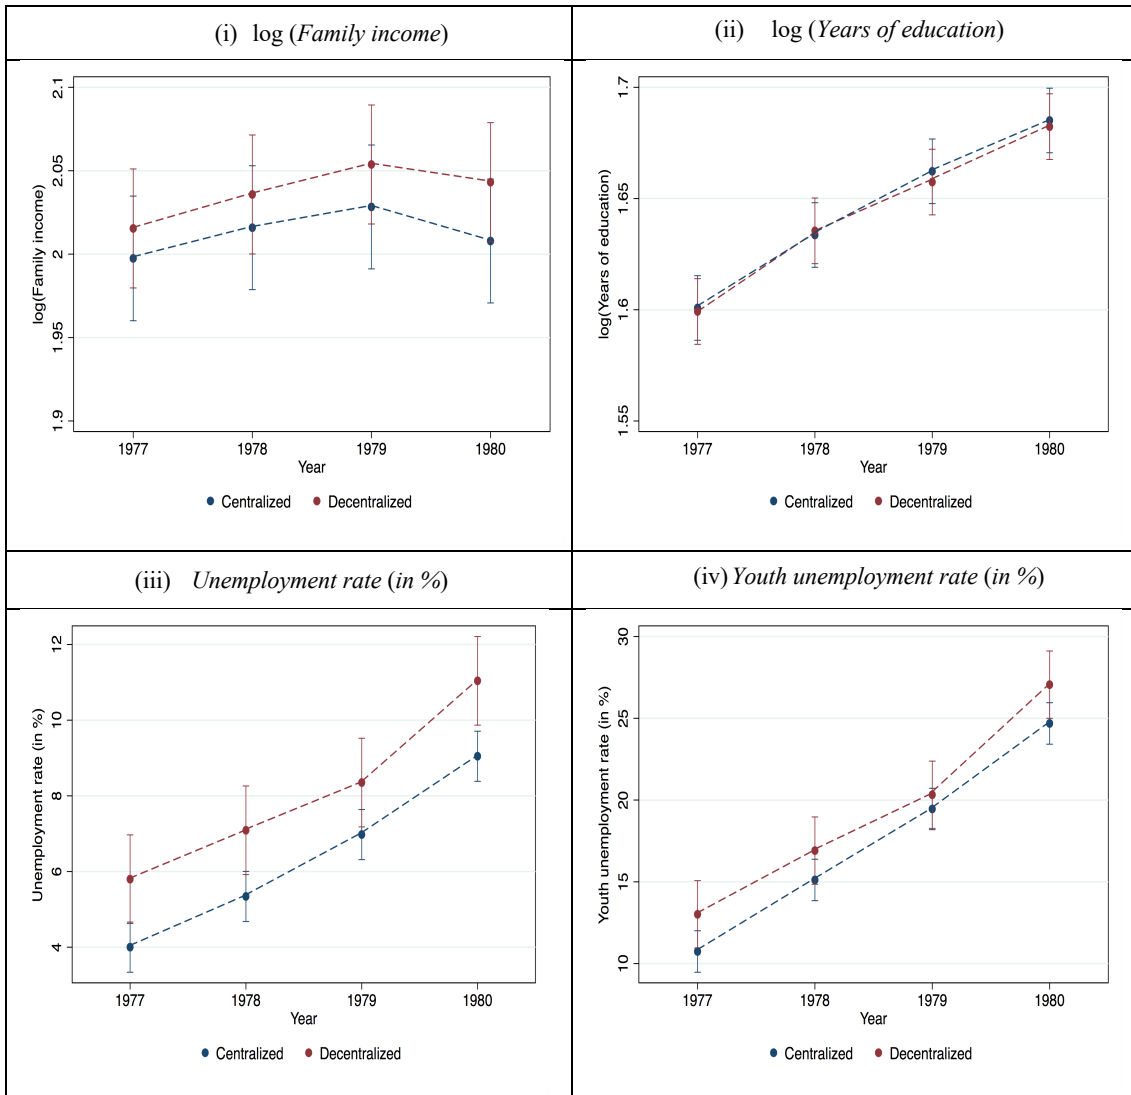 (i) log (Family income)
2.1
2.05
2
1.95
1.9
log(Family income)
1977 1978 1979 1980
Year
Centralized Decentralized
(ii) log (Years of education)
1.7
1.65
1.6
1.55
log(Years of education)
1977 1978 1979 1980
Year
Centralized Decentralized
(iii) Unemployment rate (in %)
12
10
8
6
4
Unemployment rate (in %)
1977 1978 1979 1980
Year
Centralized Decentralized
(iv) Youth unemployment rate (in %)
30
25
20
15
10
Youth unemployment rate (in %)
1977 1978 1979 1980
Year
Centralized Decentralized